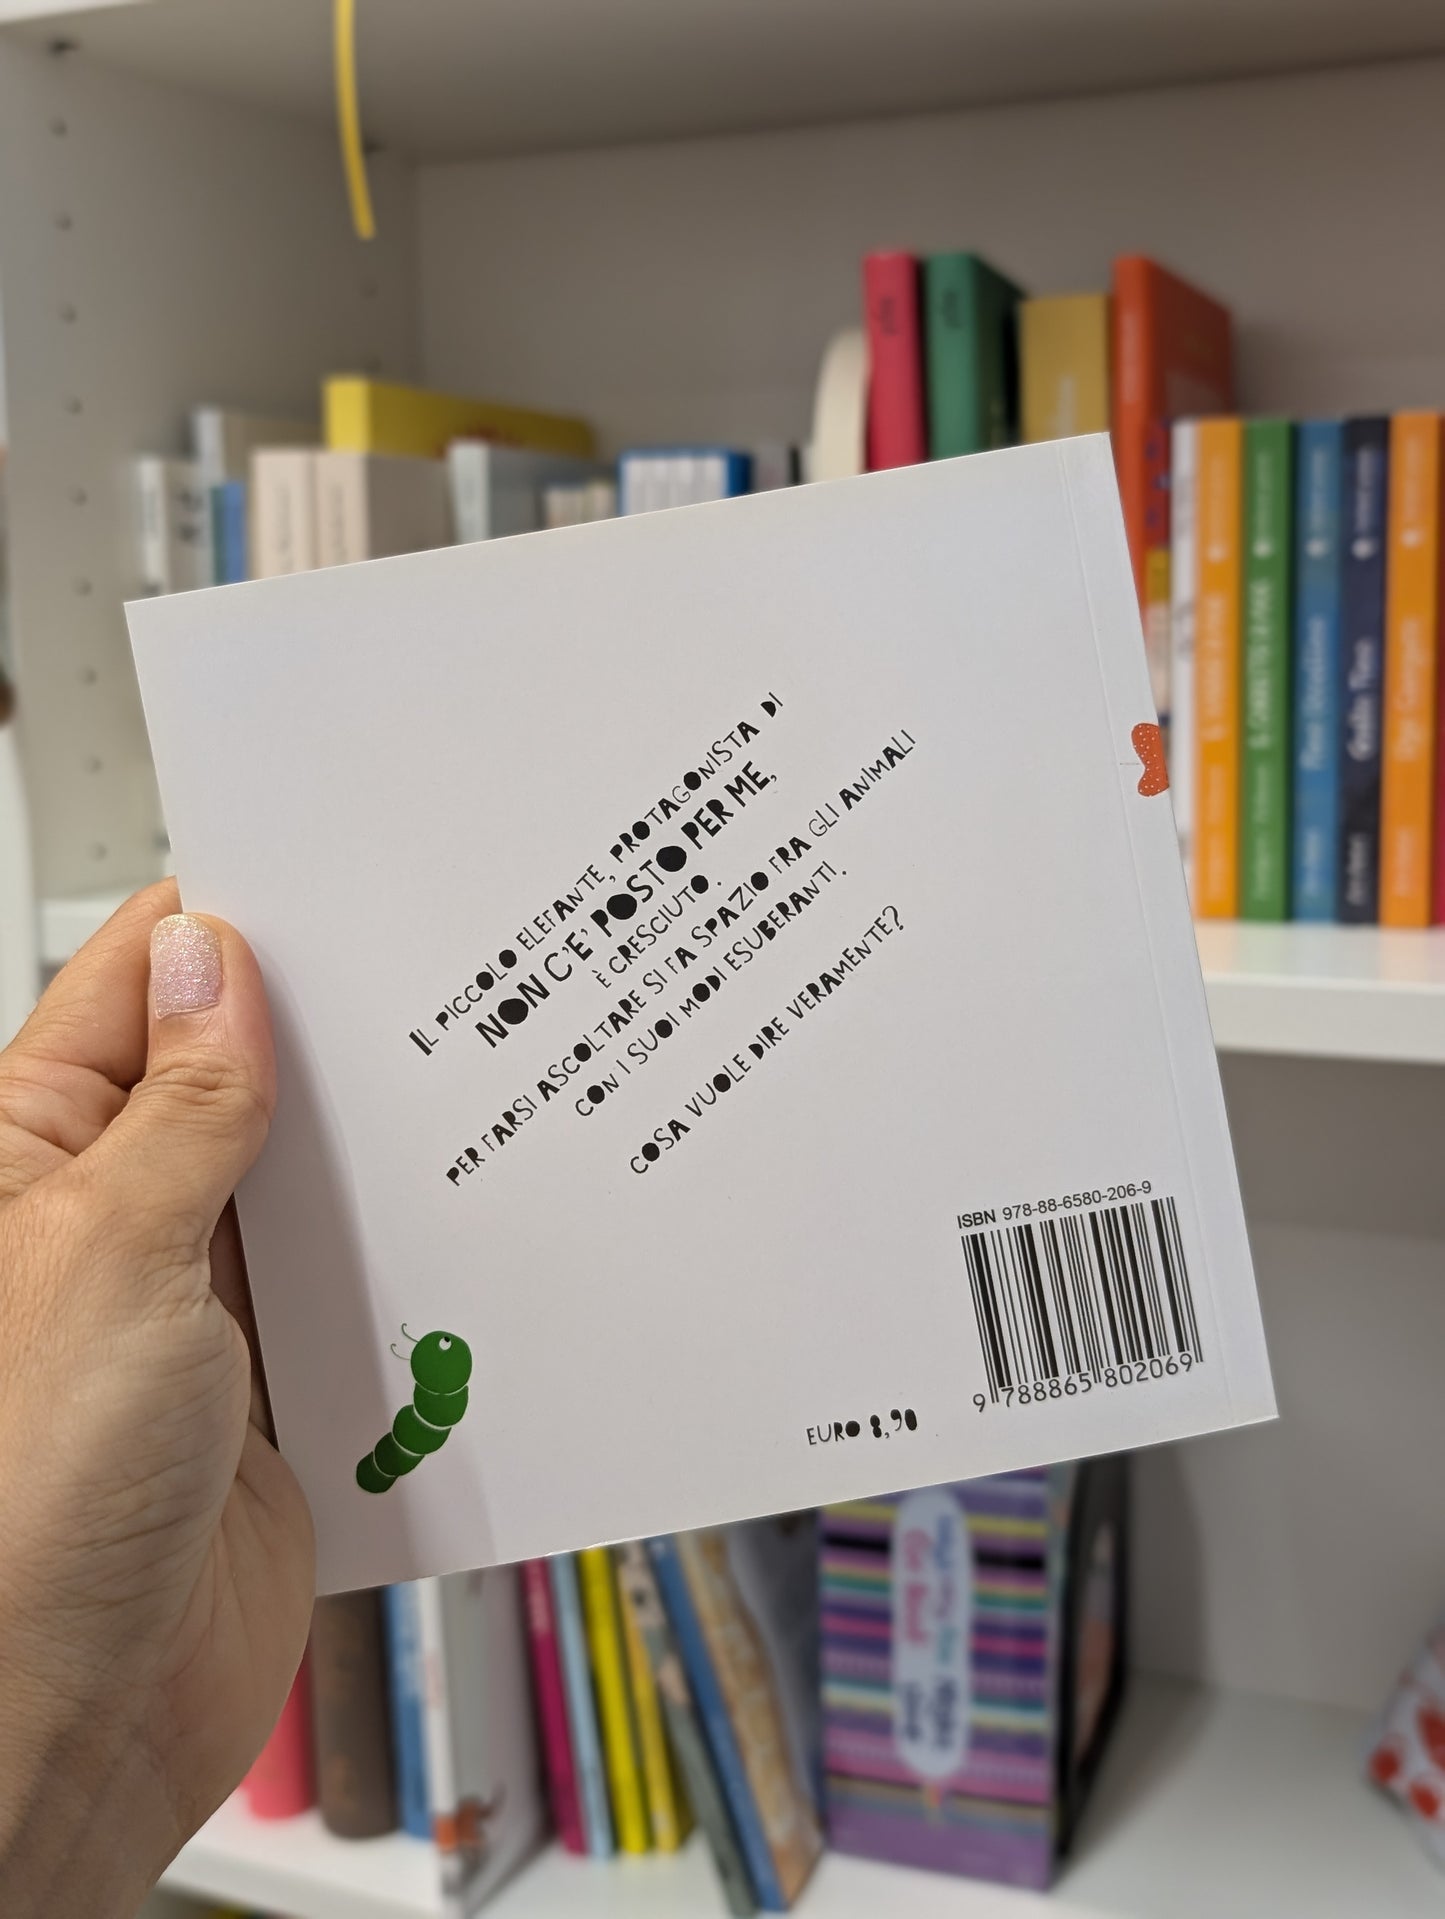 IL PICCOLO ELEFANTE, PROTAGONISTA DI
NON C'E' POSTO PER ME,
È CRESCIUTO.
PER FARSI ASCOLTARE SI FA SPAZIO FRA GLI ANIMALI
CON I SUOI MODI ESUBERANTI.
COSA VUOLE DIRE VERAMENTE?
ISBN 978-88-6580-206-9
9 788865 802069
EURO 8,90